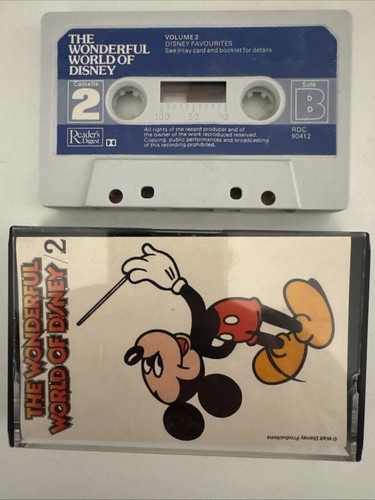 THE
WONDERFUL
WORLD OF
DISNEY
VOLUME 2
DISNEY FAVOURITES
See inlay card and booklet for details
Cassette
2
Side
B
100 50 0
Reader's
Digest
All rights of the record producer and of
the owner of the work reproduced reserved.
Copying, public performances and broadcasting
of this recording prohibited.
RDC
90412
THE WONDERFUL
WORLD OF DISNEY/2
© Walt Disney Productions